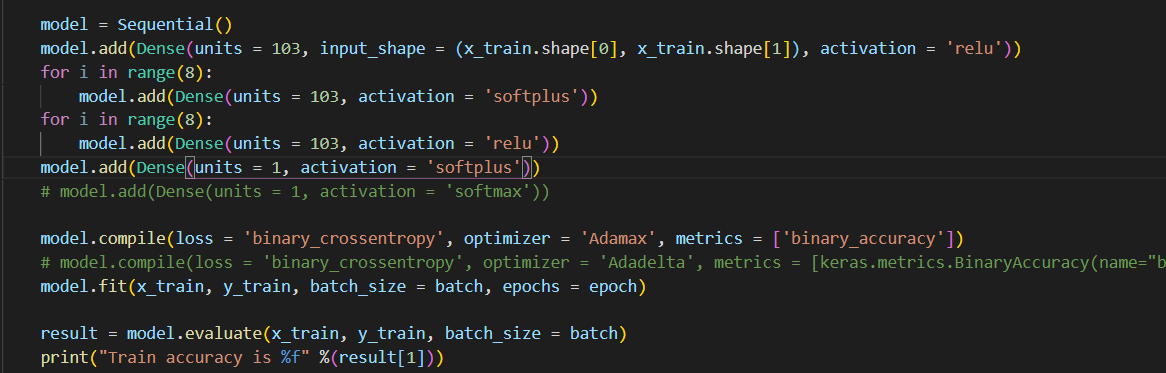 model = Sequential()
model.add(Dense(units = 103, input_shape = (x_train.shape[0], x_train.shape[1]), activation = 'relu'))
for i in range(8):
    model.add(Dense(units = 103, activation = 'softplus'))
for i in range(8):
    model.add(Dense(units = 103, activation = 'relu'))
model.add(Dense(units = 1, activation = 'softplus'))
# model.add(Dense(units = 1, activation = 'softmax'))
model.compile(loss = 'binary_crossentropy', optimizer = 'Adamax', metrics = ['binary_accuracy'])
# model.compile(loss = 'binary_crossentropy', optimizer = 'Adadelta', metrics = [keras.metrics.BinaryAccuracy(name="b
model.fit(x_train, y_train, batch_size = batch, epochs = epoch)
result = model.evaluate(x_train, y_train, batch_size = batch)
print("Train accuracy is %f" %(result[1]))